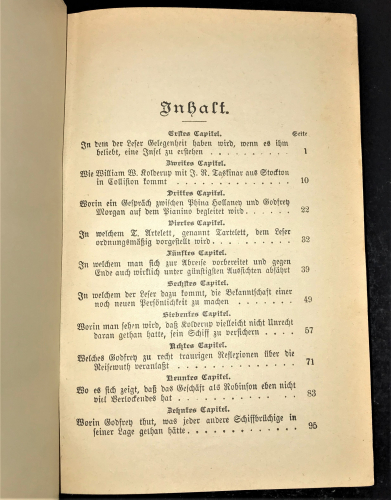 Inhalt.
Erstes Capitel. Seite
In dem der Leser Gelegenheit haben wird, wenn es ihm
beliebt, eine Insel zu erstehen . . . . . . . . . 1
Zweites Capitel.
Wie William W. Kolderup mit J. R. Taskinar aus Stockton
in Collision kommt . . . . . . . . . . . . . 10
Drittes Capitel.
Worin ein Gespräch zwischen Phina Hollaney und Godfrey
Morgan auf dem Pianino begleitet wird . . . . . 22
Viertes Capitel.
In welchem T. Artelett, genannt Tartelett, dem Leser
ordnungsmäßig vorgestellt wird . . . . . . . . . 32
Fünftes Capitel.
In welchem man sich zur Abreise vorbereitet und gegen
Ende auch wirklich unter günstigsten Aussichten abfährt 39
Sechstes Capitel.
In welchem der Leser dazu kommt, die Bekanntschaft einer
noch neuen Persönlichkeit zu machen . . . . . . . 49
Siebentes Capitel.
Worin man sehen wird, daß Kolderup vielleicht nicht Unrecht
daran gethan hatte, sein Schiff zu versichern . . . . 57
Achtes Capitel.
Welches Godfrey zu recht traurigen Reflexionen über die
Reisewuth veranlaßt . . . . . . . . . . . . 71
Neuntes Capitel.
Wo es sich zeigt, daß das Geschäft als Robinson eben nicht
viel Verlockendes hat . . . . . . . . . . . . 83
Zehntes Capitel.
Worin Godfrey thut, was jeder andere Schiffbrüchige in
seiner Lage gethan hätte . . . . . . . . . . . 95